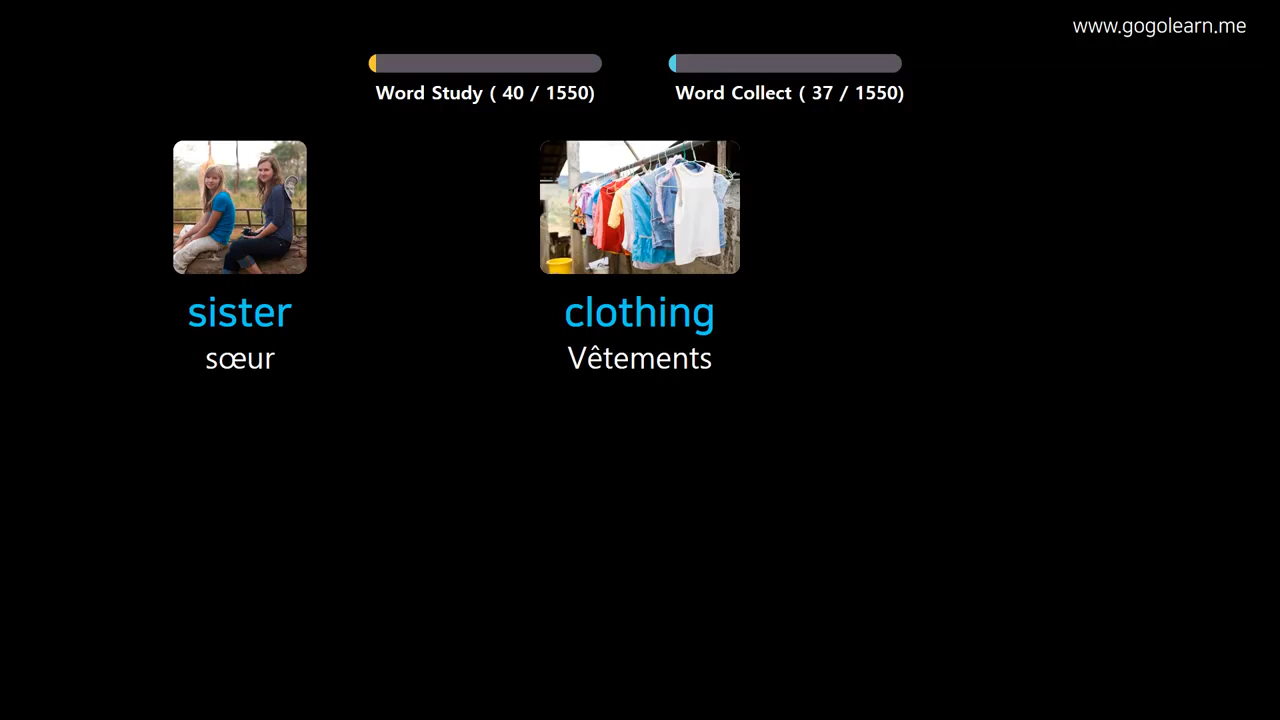 www.gogolearn.me
Word Study ( 40 / 1550)
Word Collect ( 37 / 1550)
sister
sœur
clothing
Vêtements